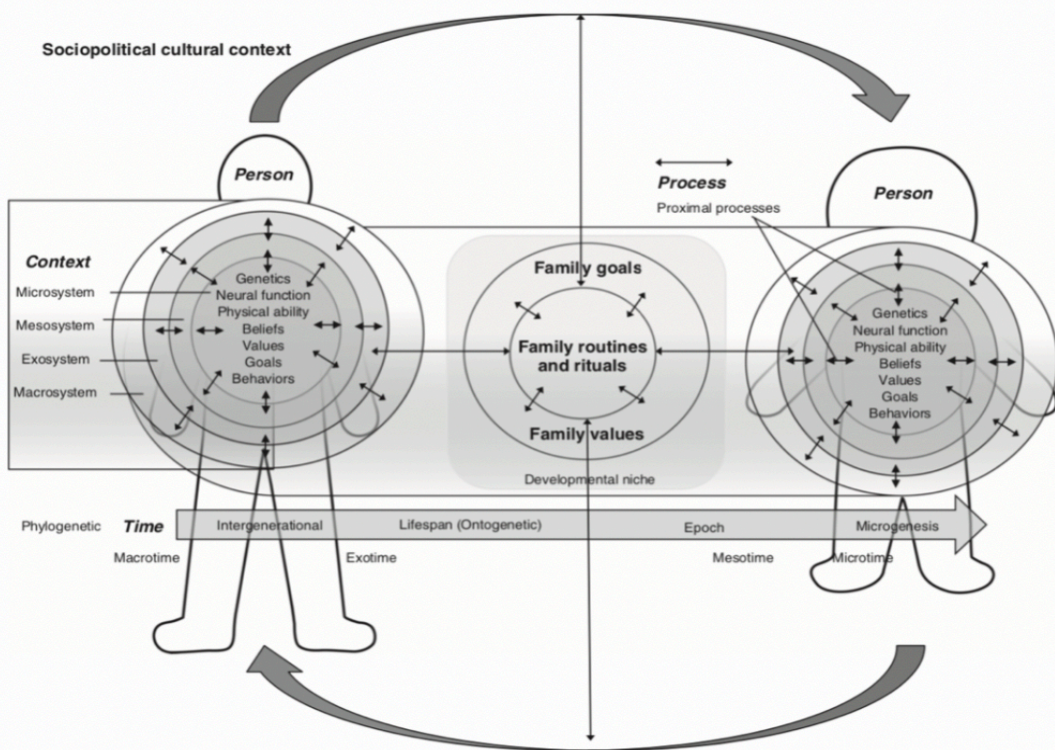 Sociopolitical cultural context
Person
Process
Proximal processes
Person
Context
Microsystem
Mesosystem
Exosystem
Macrosystem
Genetics
Neural function
Physical ability
Beliefs
Values
Goals
Behaviors
Family goals
Family routines
and rituals
Family values
Developmental niche
Genetics
Neural function
Physical ability
Beliefs
Values
Goals
Behaviors
Phylogenetic
Time
Intergenerational
Lifespan (Ontogenetic)
Epoch
Microgenesis
Macrotime
Exotime
Mesotime
Microtime